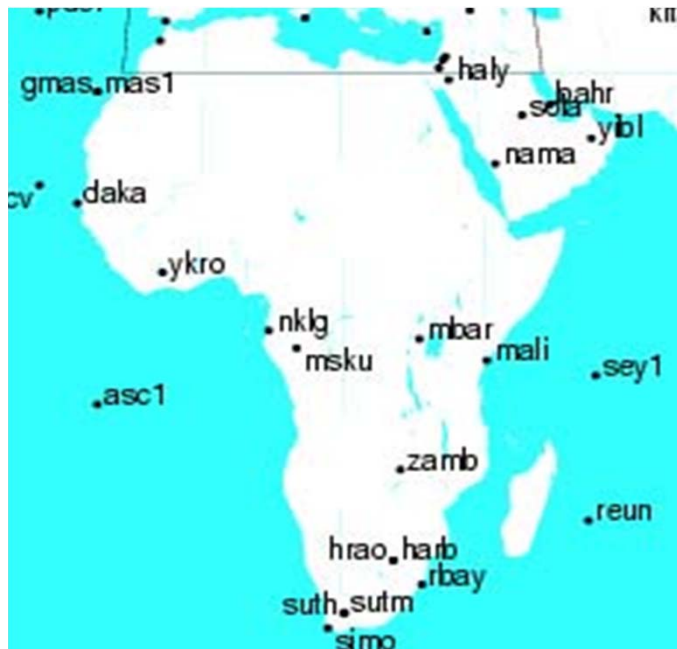 haly
gmas mas1
bahr
sola
yibl
nama
cv
daka
ykro
nklg
mbar
msku
mali
sey1
asc1
zamb
reun
hrao harb
rbay
suth sutm
simo